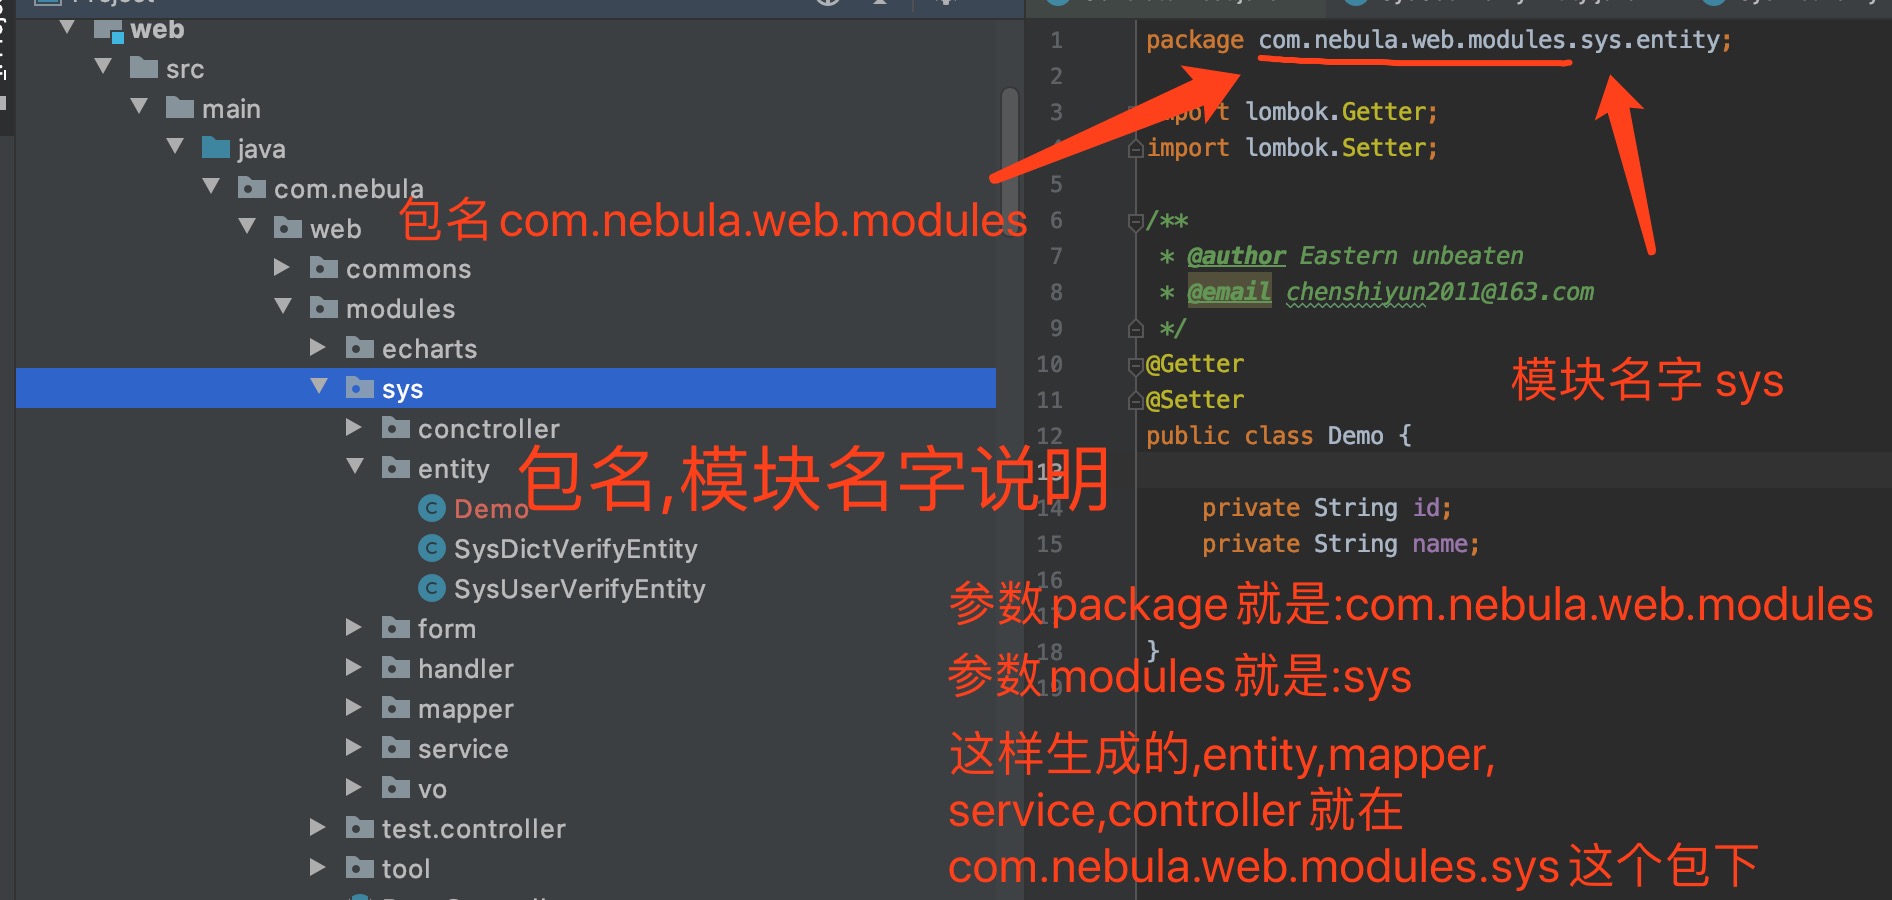 Project
web
src
main
java
com.nebula
web
commons
modules
echarts
sys
conctroller
entity
Demo
SysDictVerifyEntity
SysUserVerifyEntity
form
handler
mapper
service
vo
test.controller
tool
包名com.nebula.web.modules
包名,模块名字说明
1 package com.nebula.web.modules.sys.entity;
2
3 import lombok.Getter;
4 import lombok.Setter;
5
6 /**
7 * @author Eastern unbeaten
8 * @email chenshiyun2011@163.com
9 */
10 @Getter
11 @Setter
12 public class Demo {
13
14 private String id;
15 private String name;
16
17
18 }
19
模块名字 sys
参数package就是:com.nebula.web.modules
参数modules就是:sys
这样生成的,entity,mapper,
service,controller就在
com.nebula.web.modules.sys这个包下